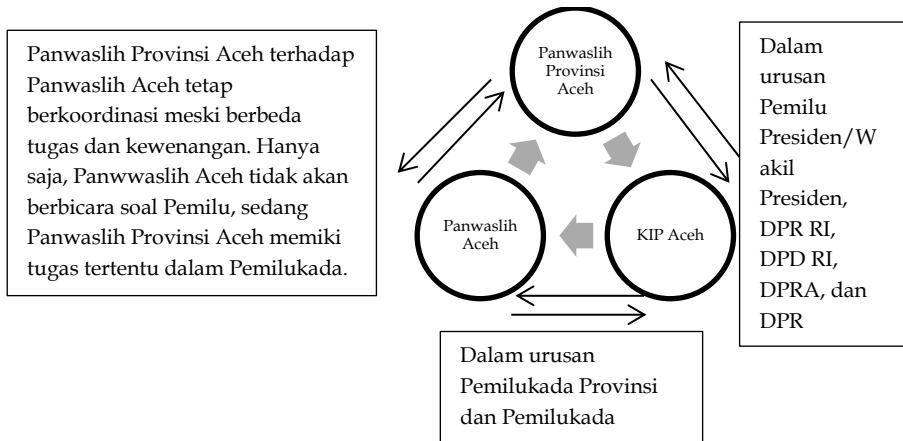 Panwaslih Provinsi Aceh terhadap
Panwaslih Aceh tetap
berkoordinasi meski berbeda
tugas dan kewenangan. Hanya
saja, Panwwaslih Aceh tidak akan
berbicara soal Pemilu, sedang
Panwaslih Provinsi Aceh memiki
tugas tertentu dalam Pemilukada.
Panwaslih
Provinsi
Aceh
Panwaslih
Aceh
KIP Aceh
Dalam
urusan
Pemilu
Presiden/W
akil
Presiden,
DPR RI,
DPD RI,
DPRA, dan
DPR
Dalam urusan
Pemilukada Provinsi
dan Pemilukada